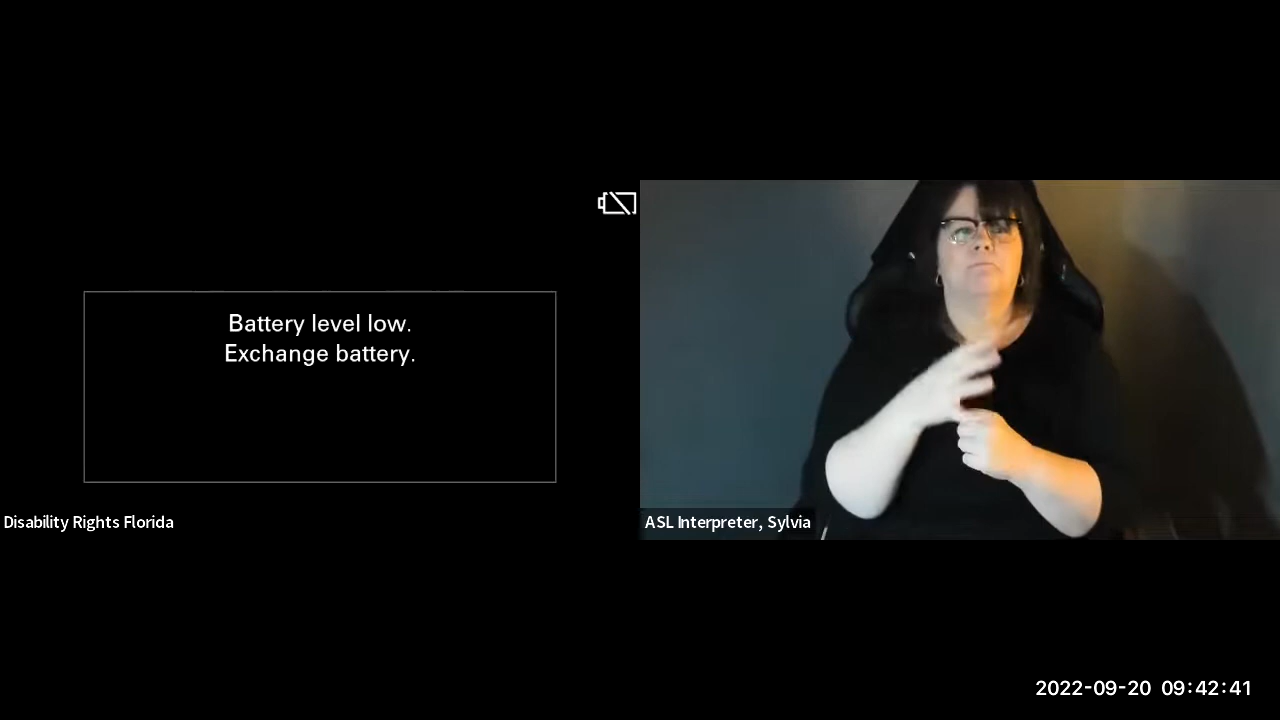 Battery level low.
Exchange battery.
Disability Rights Florida
ASL Interpreter, Sylvia
2022-09-20 09:42:41